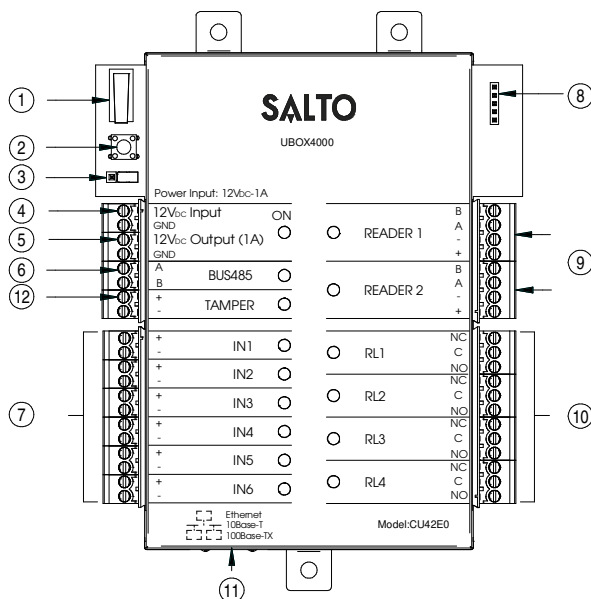 SALTO
UBOX4000
Power Input: 12VDC-1A
1
2
3
4
5
6
12
7
8
9
10
11
12VDC Input
GND
12VDC Output (1A)
GND
ON
A
B
BUS485
+
-
TAMPER
+
-
IN1
+
-
IN2
+
-
IN3
+
-
IN4
+
-
IN5
+
-
IN6
READER 1
B
A
-
+
READER 2
B
A
-
+
RL1
NC
C
NO
RL2
NC
C
NO
RL3
NC
C
NO
RL4
NC
C
NO
Ethernet
10Base-T
100Base-TX
Model:CU42E0